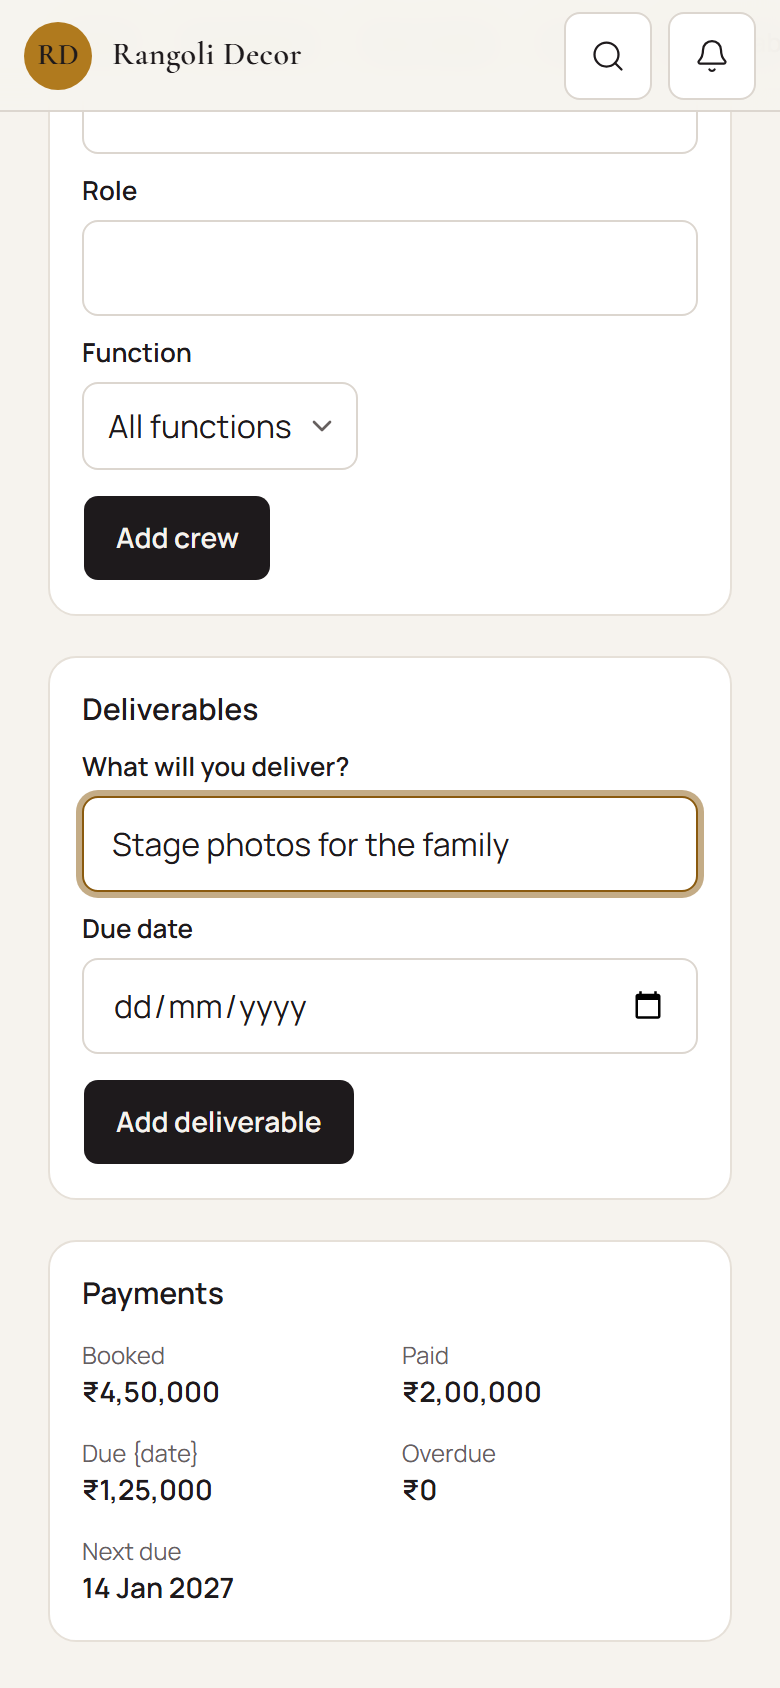 RD Rangoli Decor
Role
Function
All functions
Add crew
Deliverables
What will you deliver?
Stage photos for the family
Due date
dd/mm/yyyy
Add deliverable
Payments
Booked Paid
₹4,50,000 ₹2,00,000
Due {date} Overdue
₹1,25,000 ₹0
Next due
14 Jan 2027